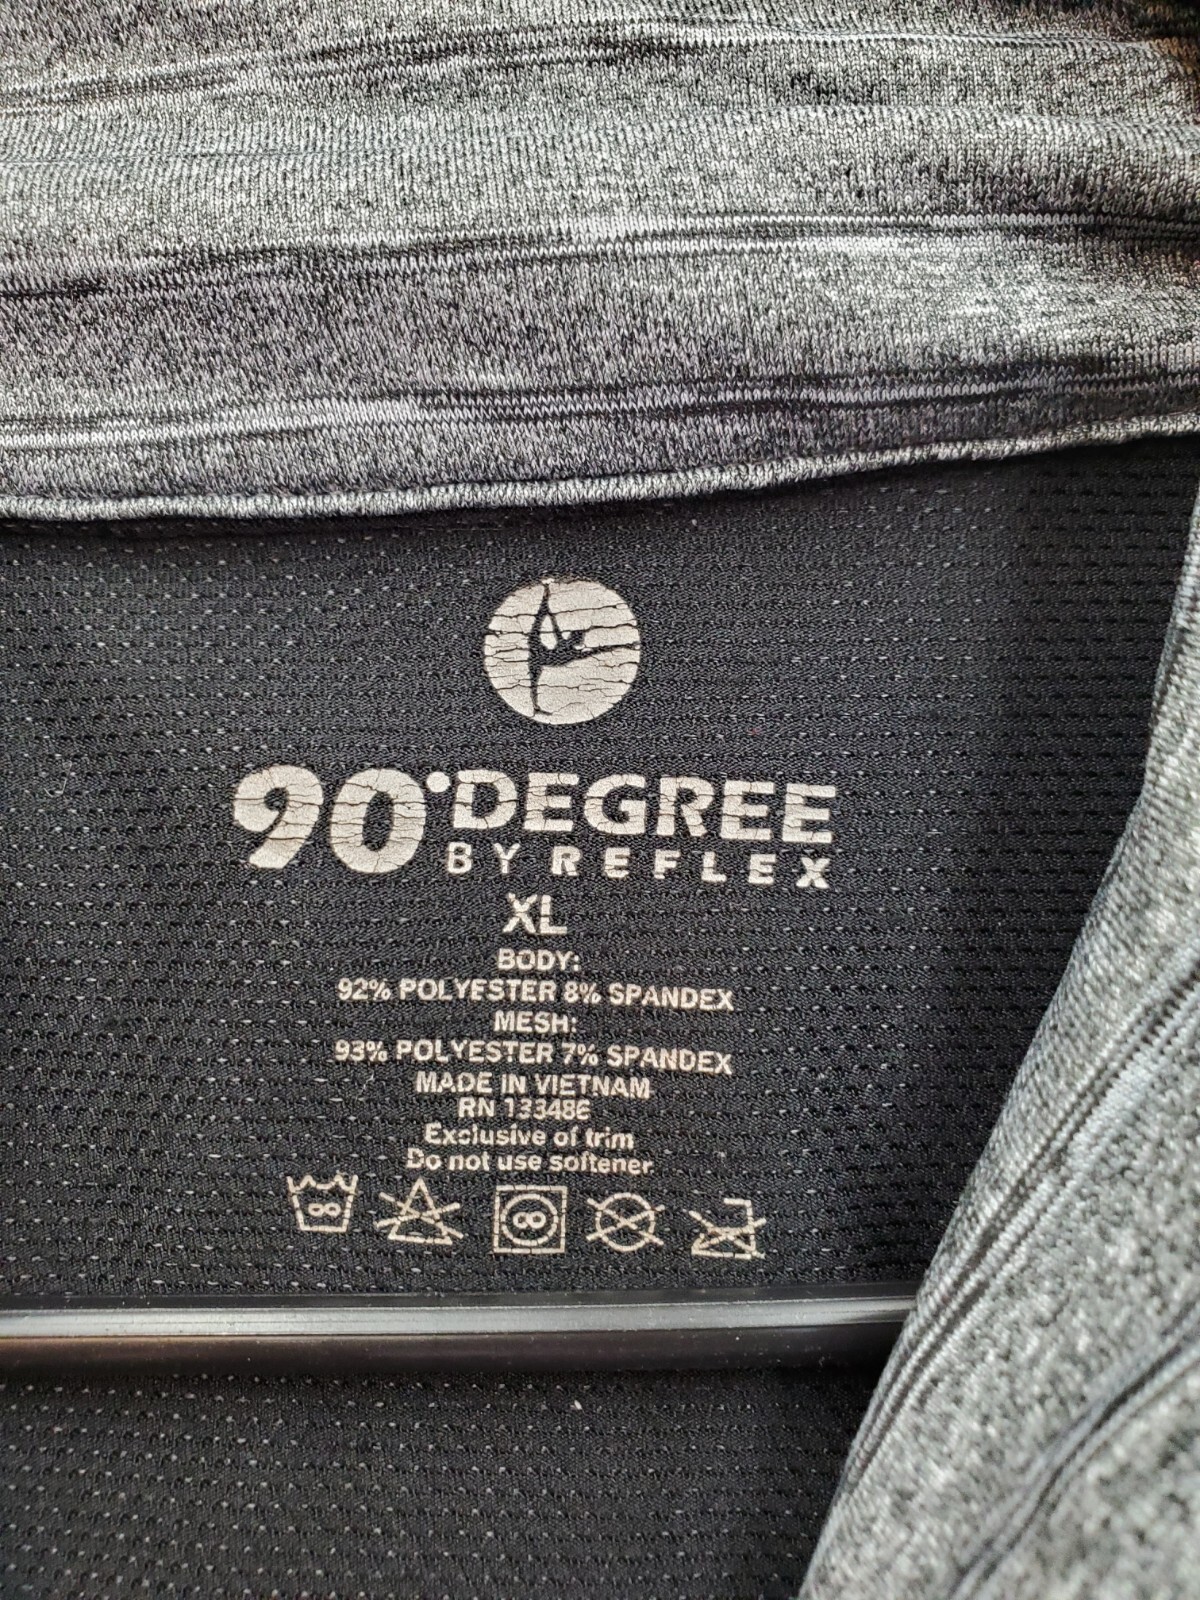 90°DEGREE
BY REFLEX
XL
BODY:
92% POLYESTER 8% SPANDEX
MESH:
93% POLYESTER 7% SPANDEX
MADE IN VIETNAM
RN 133486
Exclusive of trim
Do not use softener